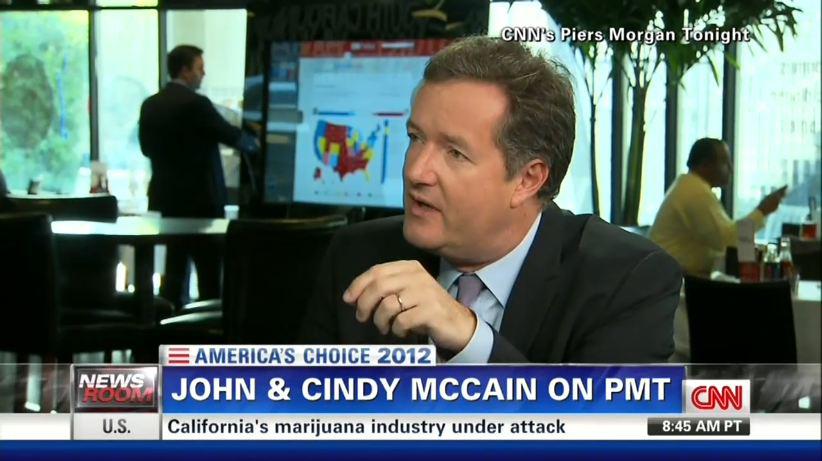 CNN's Piers Morgan Tonight
AMERICA'S CHOICE 2012
NEWS
ROOM
JOHN & CINDY MCCAIN ON PMT
CNN
U.S.
California's marijuana industry under attack
8:45 AM PT